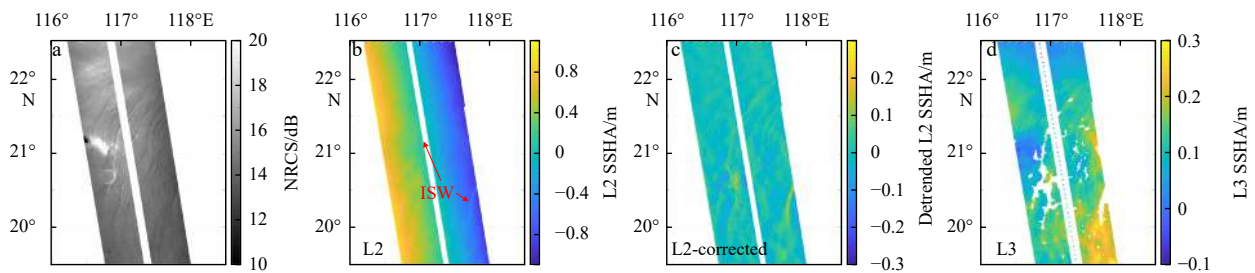 116° 117° 118°E
a
22°
N
21°
20°
20
18
16
14
12
10
NRCS/dB
116° 117° 118°E
b
22°
N
21°
20°
ISW
L2
0.8
0.4
0
−0.4
−0.8
L2 SSHA/m
116° 117° 118°E
c
22°
N
21°
20°
L2-corrected
0.2
0.1
0
−0.1
−0.2
−0.3
Detrended L2 SSHA/m
116° 117° 118°E
d
22°
N
21°
20°
L3
0.3
0.2
0.1
0
−0.1
L3 SSHA/m